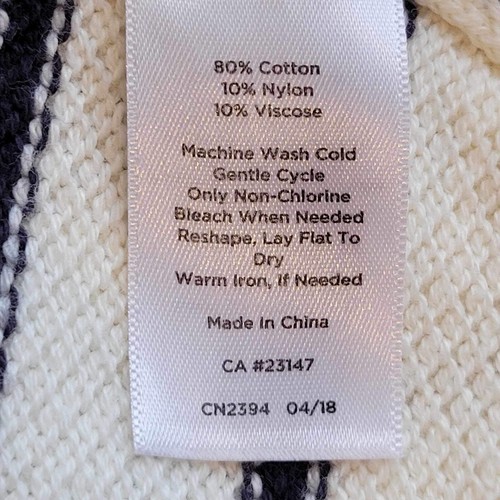 80% Cotton
10% Nylon
10% Viscose
Machine Wash Cold
Gentle Cycle
Only Non-Chlorine
Bleach When Needed
Reshape, Lay Flat To
Dry
Warm Iron, If Needed
Made In China
CA #23147
CN2394 04/18